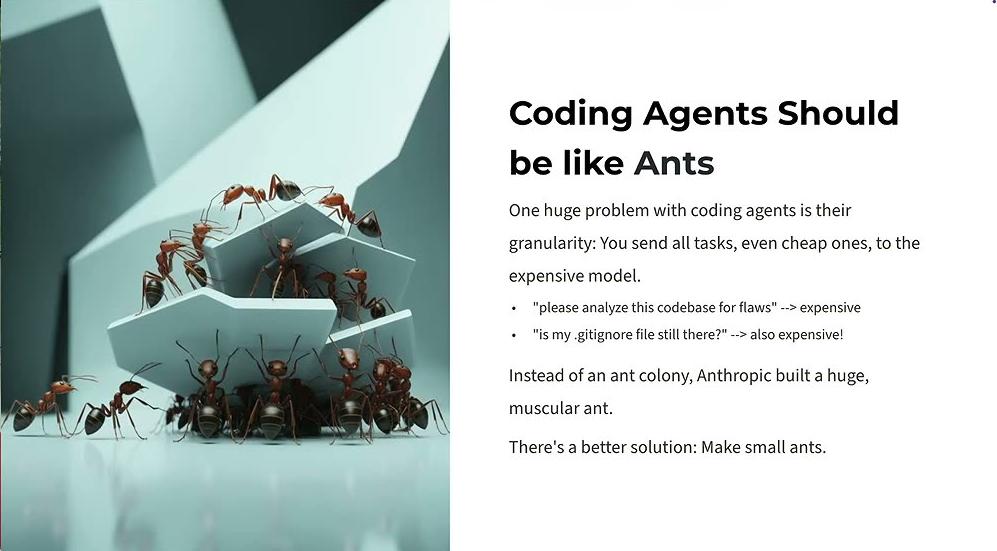 Coding Agents Should
be like Ants
One huge problem with coding agents is their
granularity: You send all tasks, even cheap ones, to the
expensive model.
• "please analyze this codebase for flaws" --> expensive
• "is my .gitignore file still there?" --> also expensive!
Instead of an ant colony, Anthropic built a huge,
muscular ant.
There's a better solution: Make small ants.